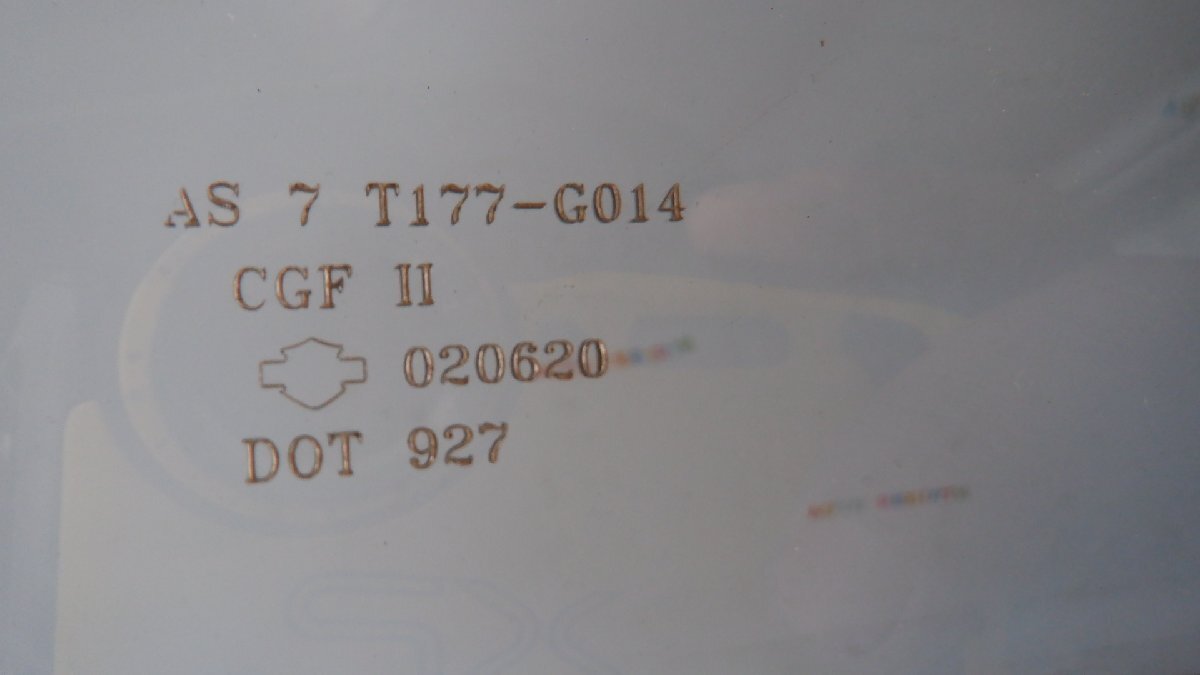 AS 7 T177-G014
CGF II
020620
DOT 927